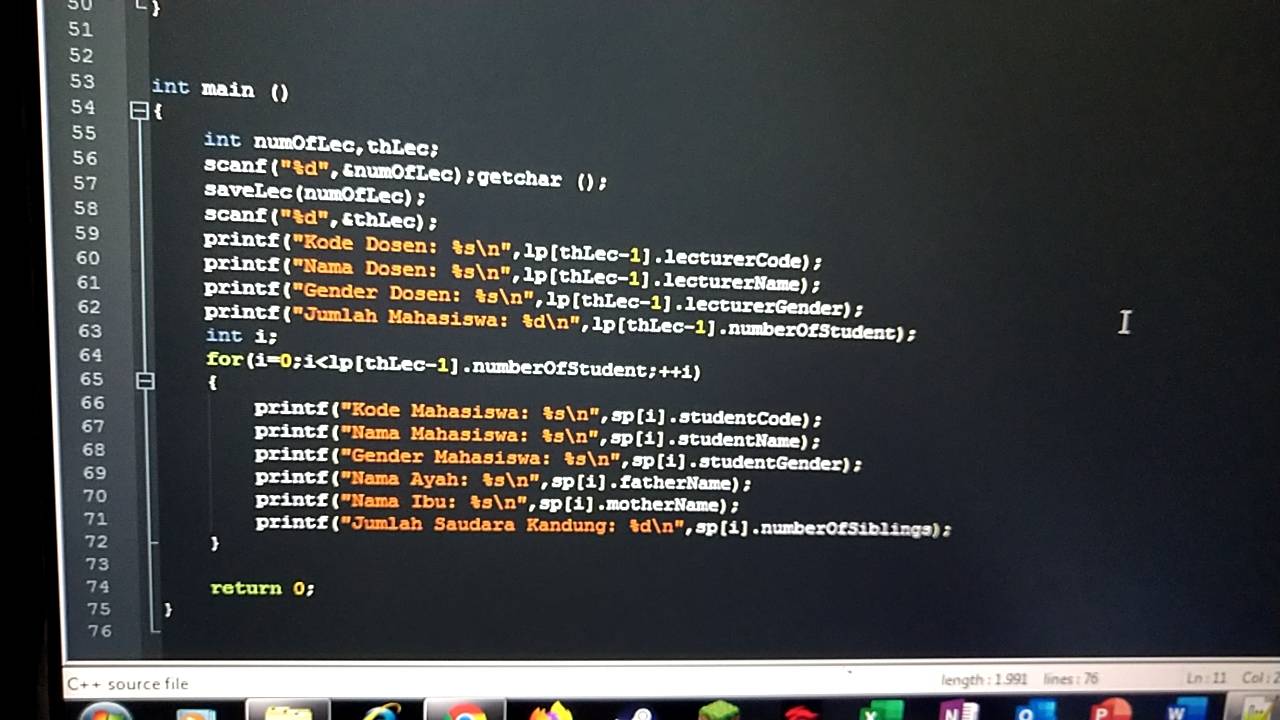 50 }
51
52
53 int main ()
54 {
55 int numOfLec,thLec;
56 scanf("%d",&numOfLec);getchar ();
57 saveLec(numOfLec);
58 scanf("%d",&thLec);
59 printf("Kode Dosen: %s\n",lp[thLec-1].lecturerCode);
60 printf("Nama Dosen: %s\n",lp[thLec-1].lecturerName);
61 printf("Gender Dosen: %s\n",lp[thLec-1].lecturerGender);
62 printf("Jumlah Mahasiswa: %d\n",lp[thLec-1].numberOfStudent);
63 int i;
64 for(i=0;i<lp[thLec-1].numberOfStudent;++i)
65 {
66 printf("Kode Mahasiswa: %s\n",sp[i].studentCode);
67 printf("Nama Mahasiswa: %s\n",sp[i].studentName);
68 printf("Gender Mahasiswa: %s\n",sp[i].studentGender);
69 printf("Nama Ayah: %s\n",sp[i].fatherName);
70 printf("Nama Ibu: %s\n",sp[i].motherName);
71 printf("Jumlah Saudara Kandung: %d\n",sp[i].numberOfSiblings);
72 }
73
74 return 0;
75 }
76
C++ source file length : 1.991 lines : 76 Ln : 11 Col : 2